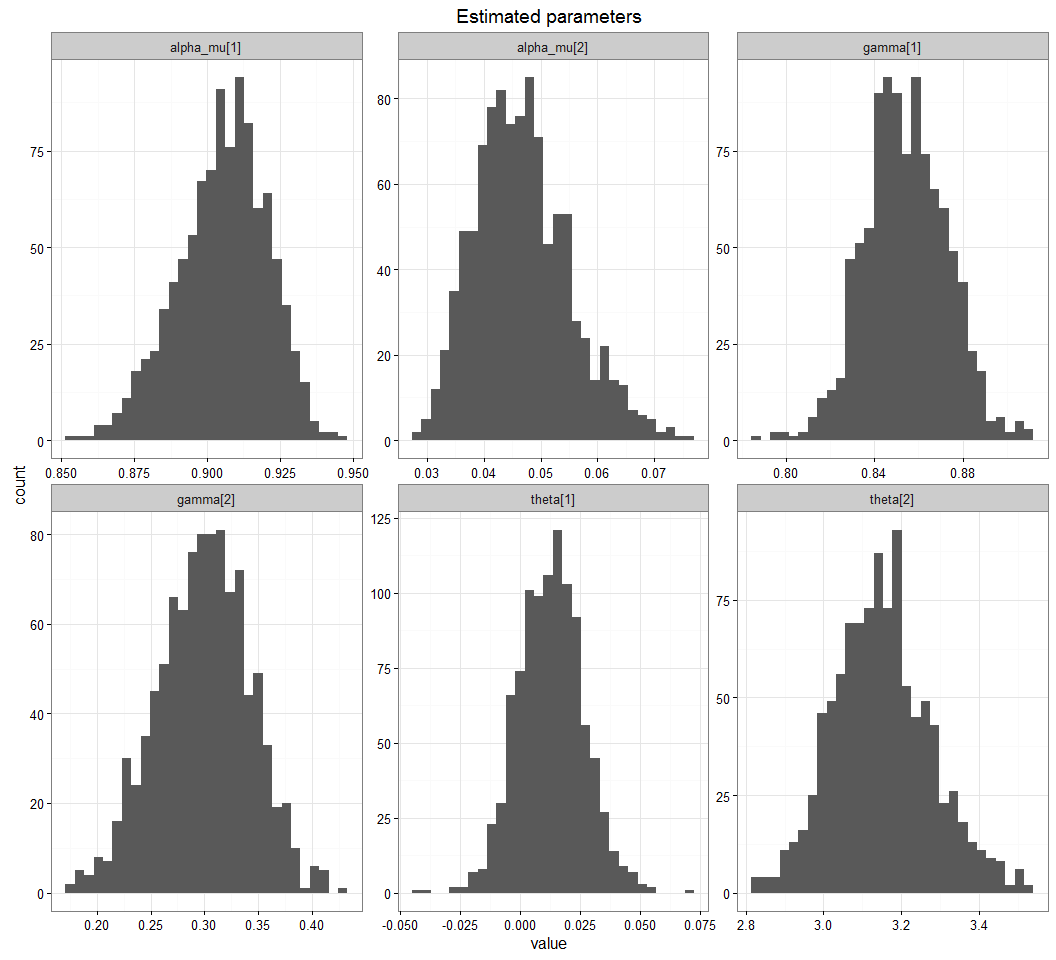 Estimated parameters
alpha_mu[1] alpha_mu[2] gamma[1]
75
50
25
0
0.850 0.875 0.900 0.925 0.950
80
60
40
20
0
0.03 0.04 0.05 0.06 0.07
75
50
25
0
0.80 0.84 0.88
count
gamma[2] theta[1] theta[2]
80
60
40
20
0
0.20 0.25 0.30 0.35 0.40
125
100
75
50
25
0
-0.050 -0.025 0.000 0.025 0.050 0.075
75
50
25
0
2.8 3.0 3.2 3.4
value